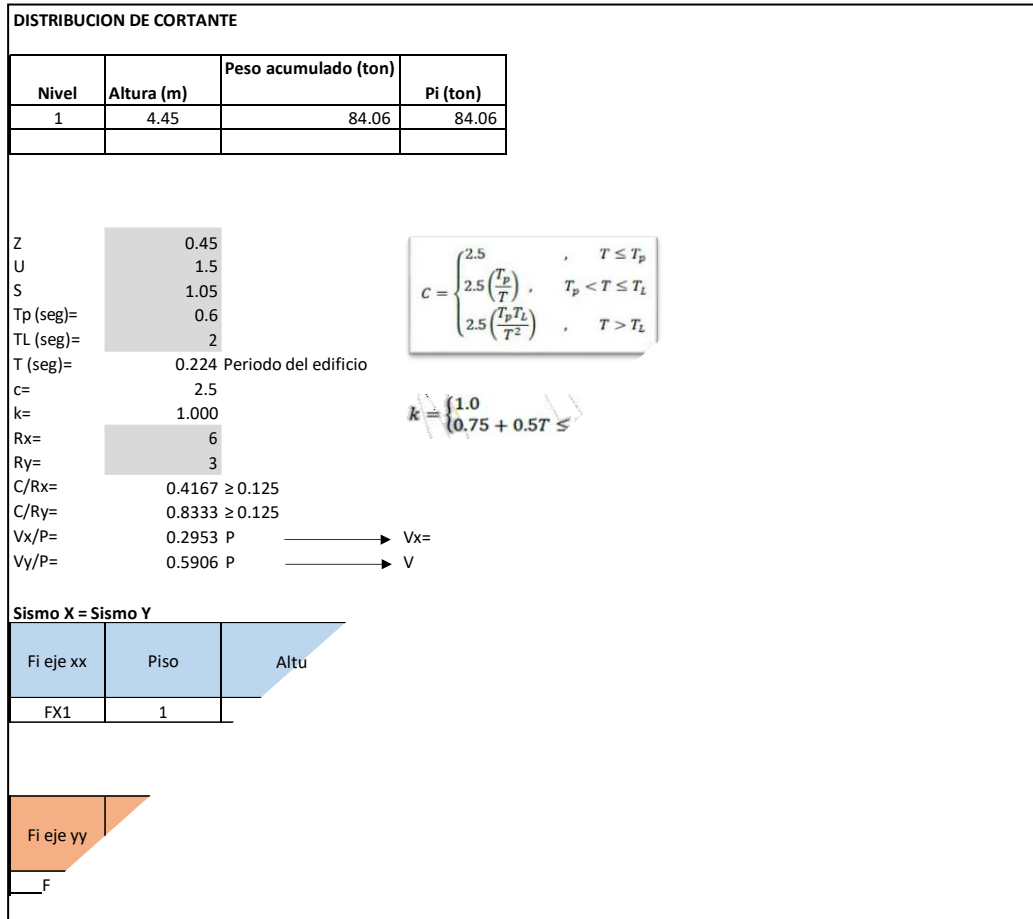 DISTRIBUCION DE CORTANTE
Nivel Altura (m) Peso acumulado (ton) Pi (ton)
1 4.45 84.06 84.06
Z 0.45
U 1.5
S 1.05
Tp (seg)= 0.6
TL (seg)= 2
T (seg)= 0.224 Periodo del edificio
c= 2.5
k= 1.000
Rx= 6
Ry= 3
C/Rx= 0.4167 ≥ 0.125
C/Ry= 0.8333 ≥ 0.125
Vx/P= 0.2953 P Vx=
Vy/P= 0.5906 P V
C = { 2.5 , T ≤ Tp
2.5 (Tp/T) , Tp < T ≤ TL
2.5 (TpTL/T²) , T > TL
k = { 1.0
0.75 + 0.5T ≤
Sismo X = Sismo Y
Fi eje xx Piso Altu
FX1 1
Fi eje yy
F